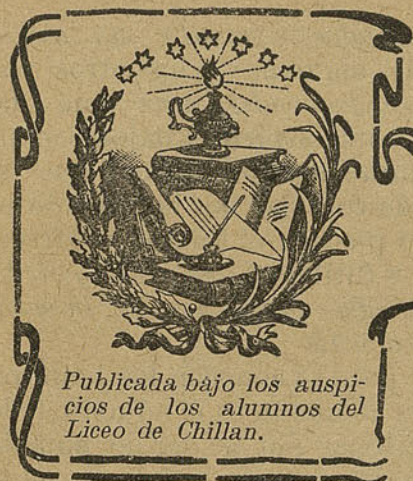 Publicada bajo los auspi-
cios de los alumnos del
Liceo de Chillan.